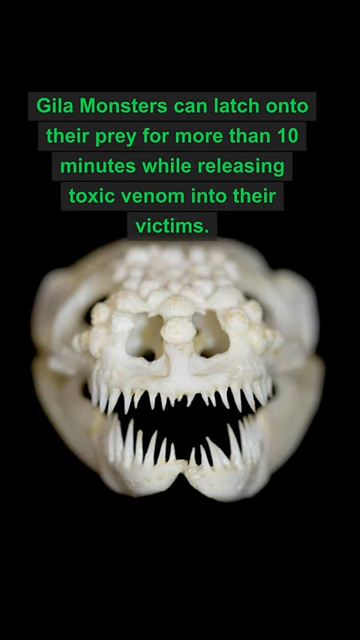 Gila Monsters can latch onto
their prey for more than 10
minutes while releasing
toxic venom into their
victims.